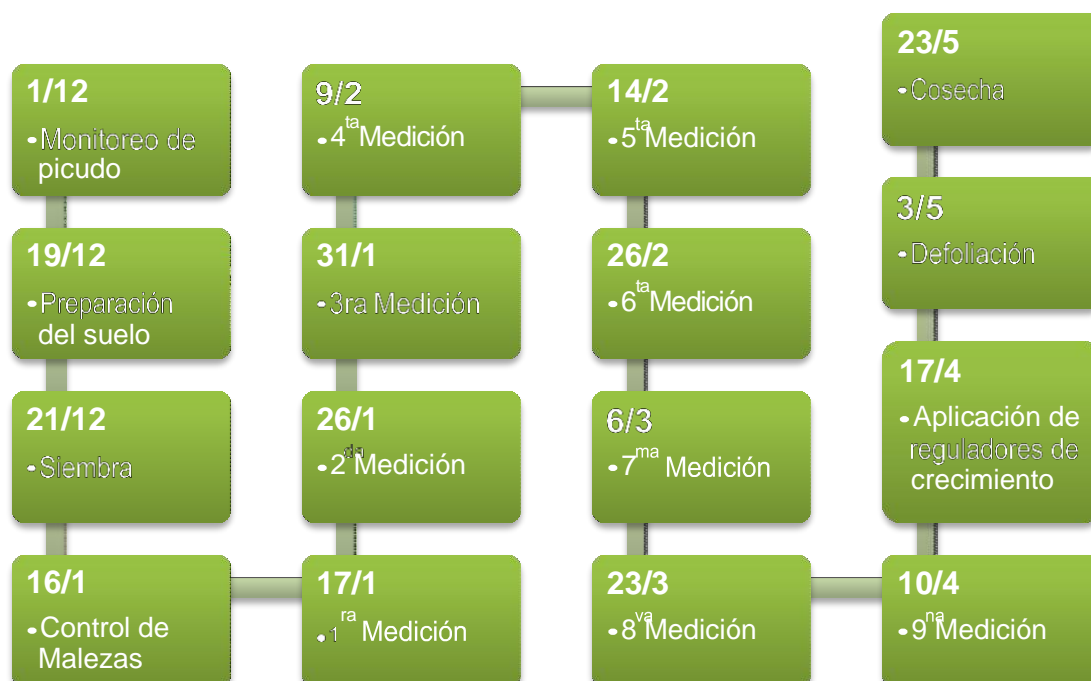 1/12
•Monitoreo de
picudo
19/12
•Preparación
del suelo
21/12
•Siembra
16/1
•Control de
Malezas
17/1
•1ra Medición
26/1
•2da Medición
31/1
•3ra Medición
9/2
•4ta Medición
14/2
•5ta Medición
26/2
•6ta Medición
6/3
•7ma Medición
23/3
•8va Medición
10/4
•9na Medición
17/4
•Aplicación de
reguladores de
crecimiento
3/5
•Defoliación
23/5
•Cosecha